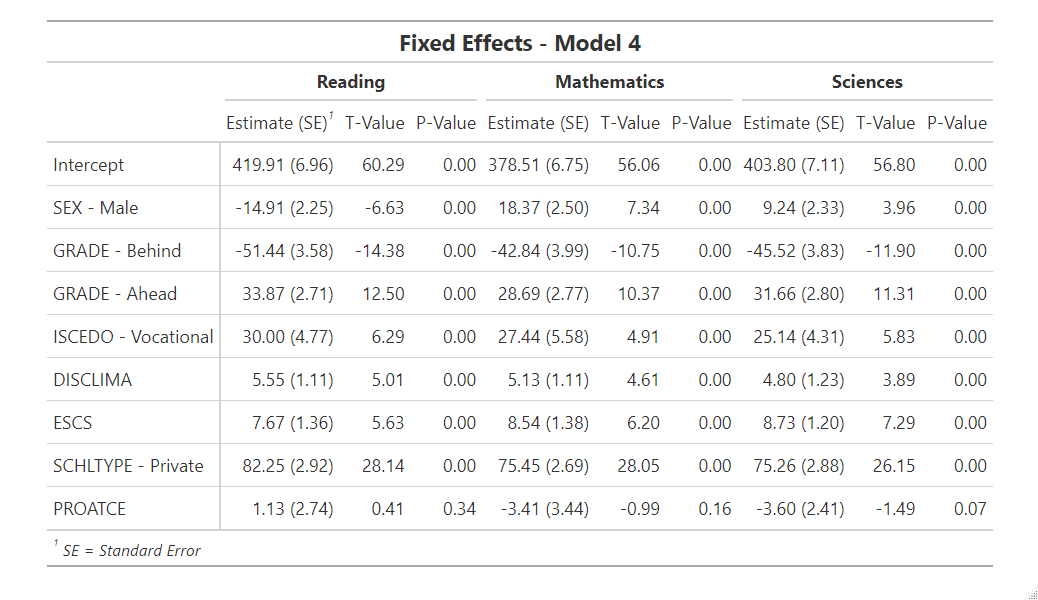 Fixed Effects - Model 4
Reading Mathematics Sciences
Estimate (SE)1 T-Value P-Value Estimate (SE) T-Value P-Value Estimate (SE) T-Value P-Value
Intercept 419.91 (6.96) 60.29 0.00 378.51 (6.75) 56.06 0.00 403.80 (7.11) 56.80 0.00
SEX - Male -14.91 (2.25) -6.63 0.00 18.37 (2.50) 7.34 0.00 9.24 (2.33) 3.96 0.00
GRADE - Behind -51.44 (3.58) -14.38 0.00 -42.84 (3.99) -10.75 0.00 -45.52 (3.83) -11.90 0.00
GRADE - Ahead 33.87 (2.71) 12.50 0.00 28.69 (2.77) 10.37 0.00 31.66 (2.80) 11.31 0.00
ISCEDO - Vocational 30.00 (4.77) 6.29 0.00 27.44 (5.58) 4.91 0.00 25.14 (4.31) 5.83 0.00
DISCLIMA 5.55 (1.11) 5.01 0.00 5.13 (1.11) 4.61 0.00 4.80 (1.23) 3.89 0.00
ESCS 7.67 (1.36) 5.63 0.00 8.54 (1.38) 6.20 0.00 8.73 (1.20) 7.29 0.00
SCHLTYPE - Private 82.25 (2.92) 28.14 0.00 75.45 (2.69) 28.05 0.00 75.26 (2.88) 26.15 0.00
PROATCE 1.13 (2.74) 0.41 0.34 -3.41 (3.44) -0.99 0.16 -3.60 (2.41) -1.49 0.07
1 SE = Standard Error